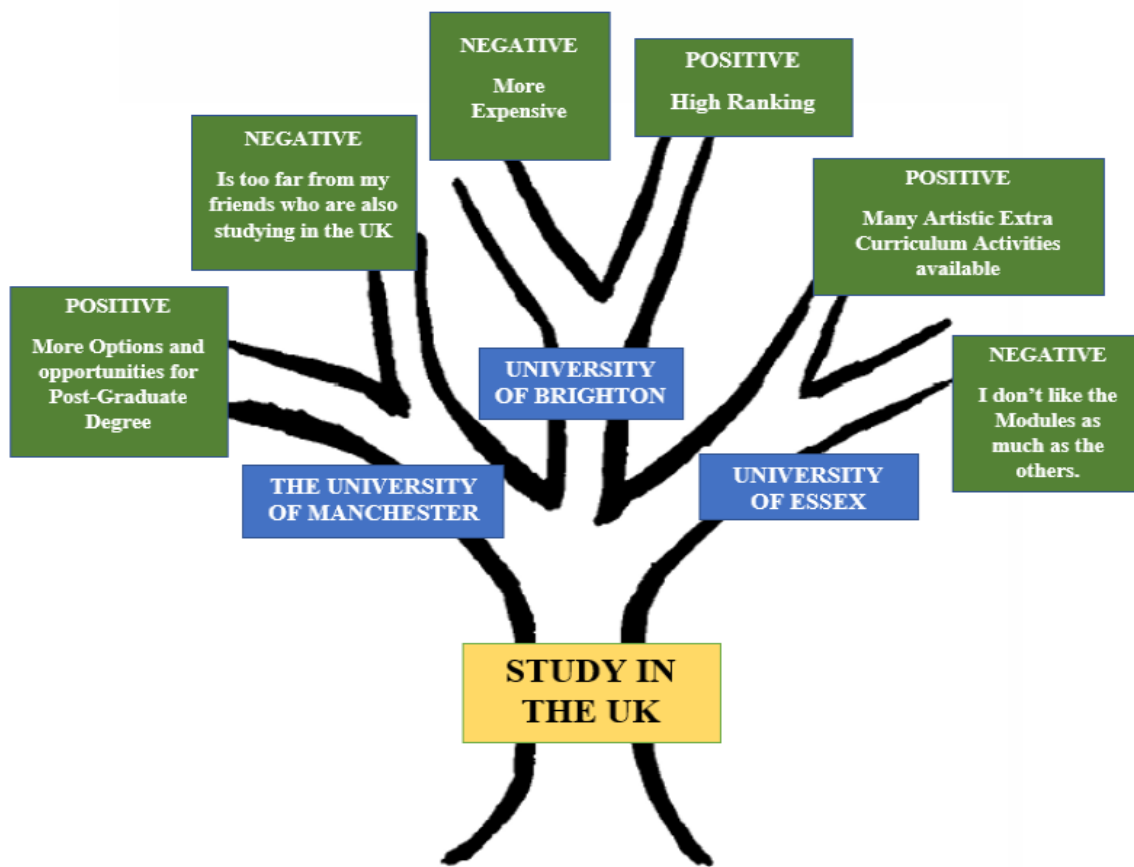 NEGATIVE
More
Expensive
POSITIVE
High Ranking
NEGATIVE
Is too far from my
friends who are also
studying in the UK
POSITIVE
Many Artistic Extra
Curriculum Activities
available
POSITIVE
More Options and
opportunities for
Post-Graduate
Degree
UNIVERSITY
OF BRIGHTON
NEGATIVE
I don’t like the
Modules as
much as the
others.
THE UNIVERSITY
OF MANCHESTER
UNIVERSITY
OF ESSEX
STUDY IN
THE UK